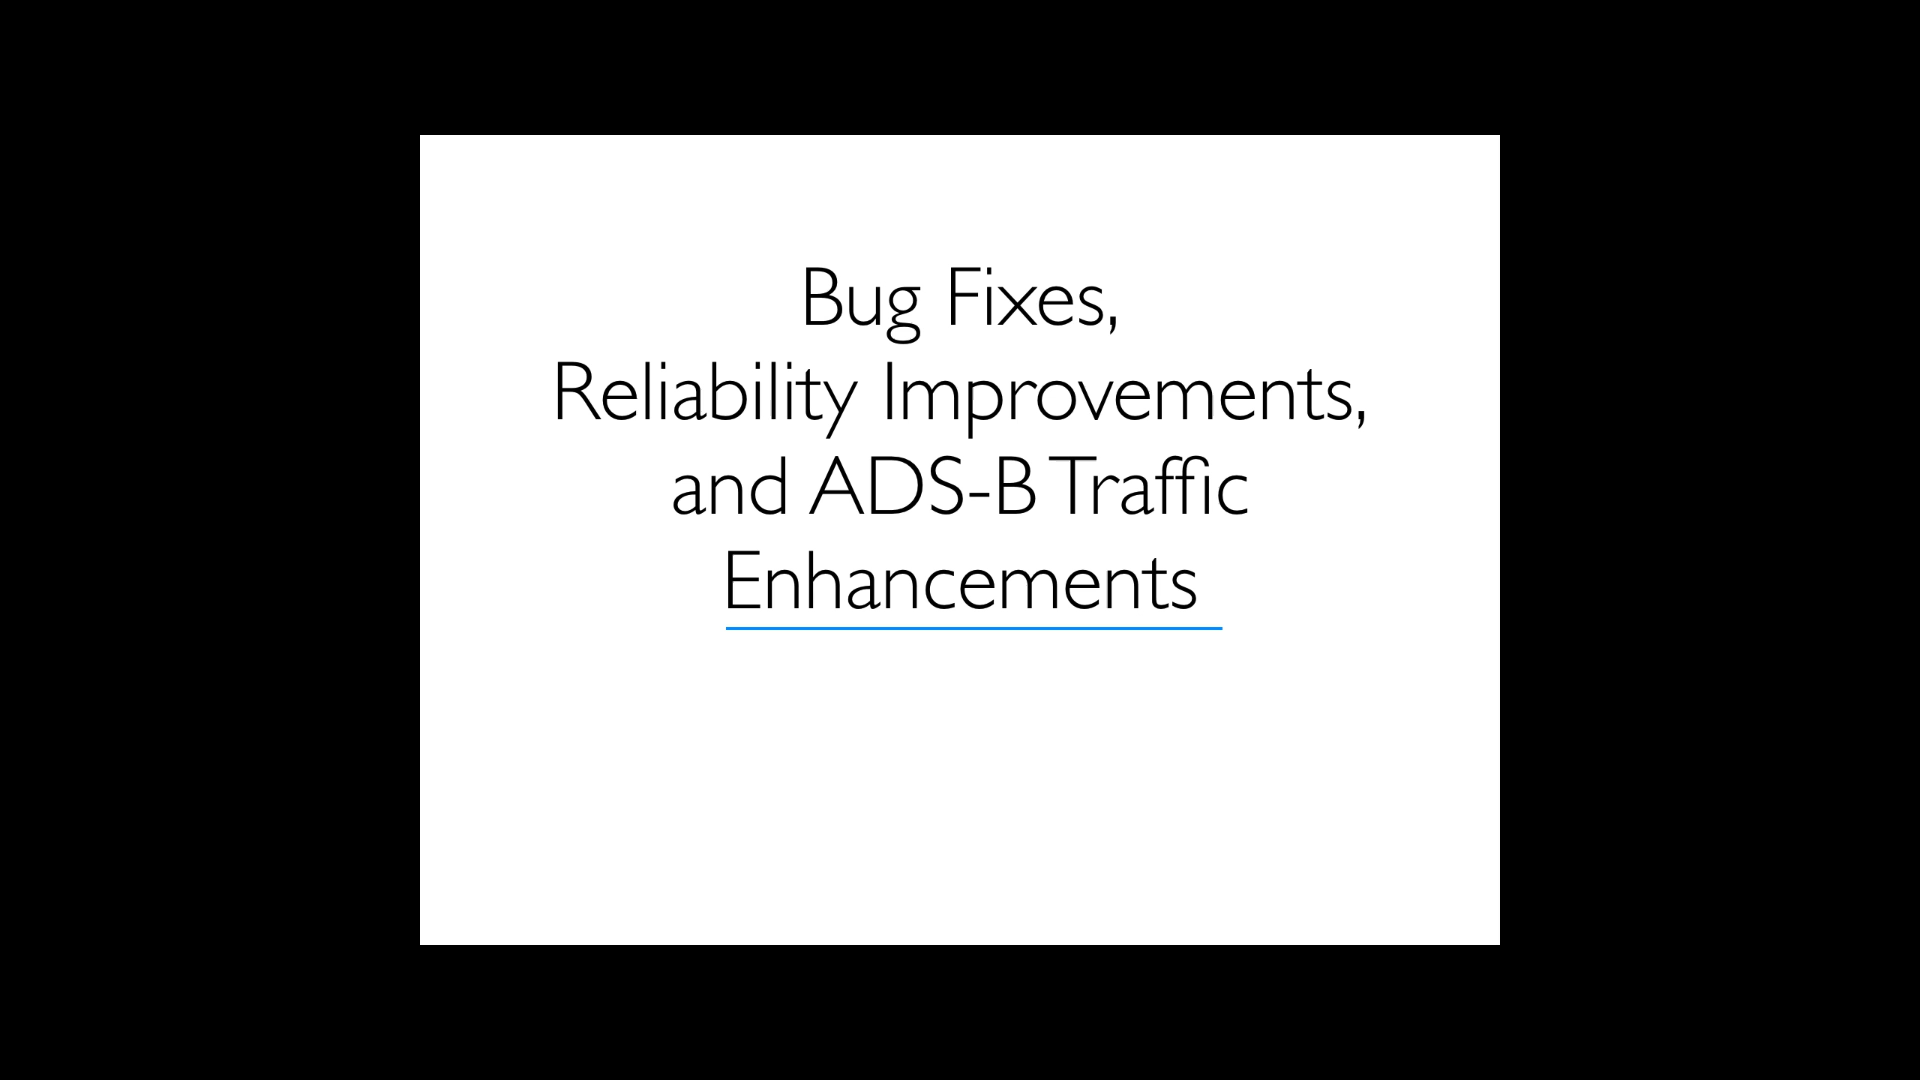 Bug Fixes,
Reliability Improvements,
and ADS-B Traffic
Enhancements